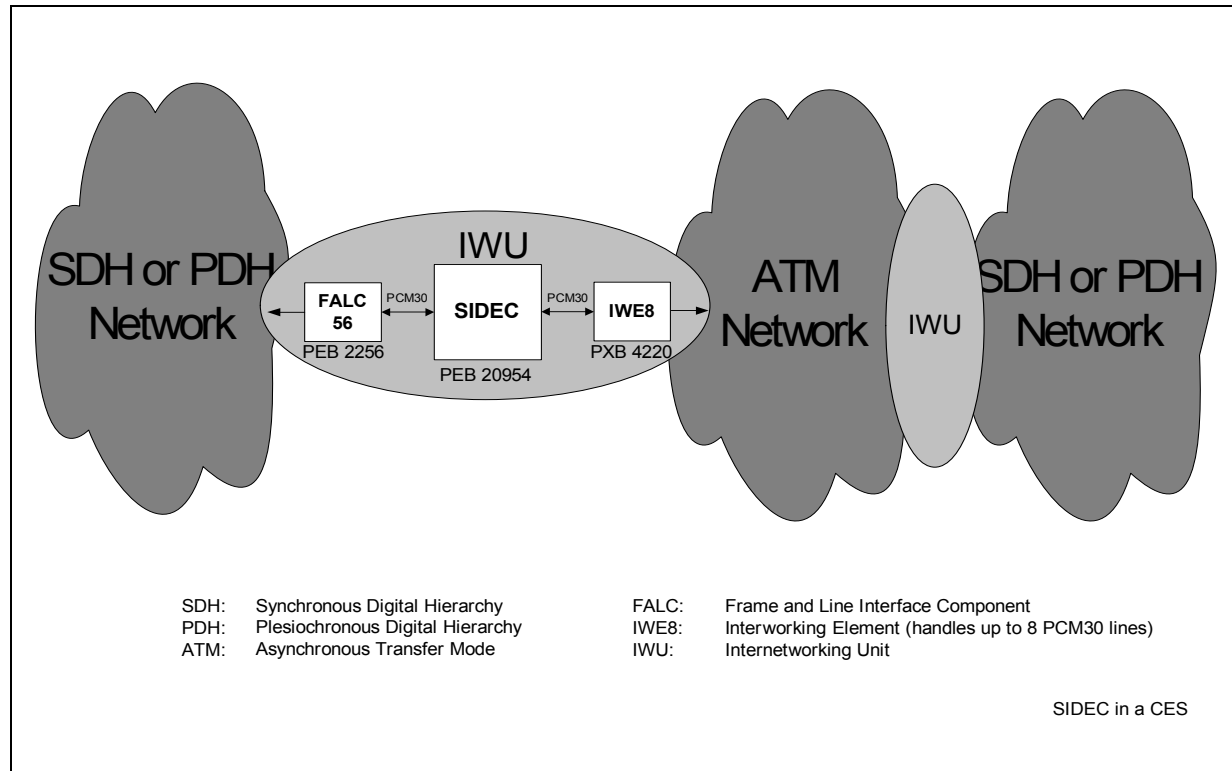 SDH or PDH
Network
IWU
FALC
56
PCM30
SIDEC
PCM30
IWE8
PEB 2256
PEB 20954
PXB 4220
ATM
Network
IWU
SDH or PDH
Network
SDH: Synchronous Digital Hierarchy
PDH: Plesiochronous Digital Hierarchy
ATM: Asynchronous Transfer Mode
FALC: Frame and Line Interface Component
IWE8: Interworking Element (handles up to 8 PCM30 lines)
IWU: Internetworking Unit
SIDEC in a CES